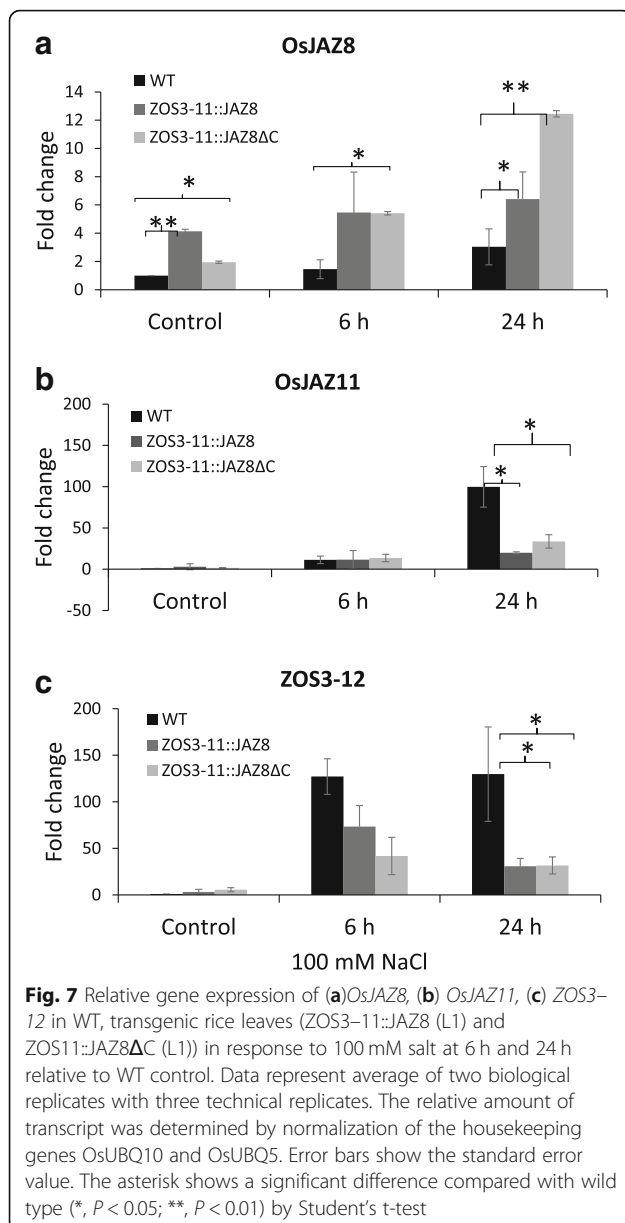 a
OsJAZ8
WT
ZOS3-11::JAZ8
ZOS3-11::JAZ8ΔC
Fold change
14
12
10
8
6
4
2
0
**
*
*
**
*
Control
6 h
24 h
b
OsJAZ11
WT
ZOS3-11::JAZ8
ZOS3-11::JAZ8ΔC
Fold change
200
150
100
50
0
-50
*
*
Control
6 h
24 h
c
ZOS3-12
WT
ZOS3-11::JAZ8
ZOS3-11::JAZ8ΔC
Fold change
200
150
100
50
0
*
*
Control
6 h
24 h
100 mM NaCl
Fig. 7 Relative gene expression of (a)OsJAZ8, (b) OsJAZ11, (c) ZOS3–
12 in WT, transgenic rice leaves (ZOS3–11::JAZ8 (L1) and
ZOS11::JAZ8ΔC (L1)) in response to 100 mM salt at 6 h and 24 h
relative to WT control. Data represent average of two biological
replicates with three technical replicates. The relative amount of
transcript was determined by normalization of the housekeeping
genes OsUBQ10 and OsUBQ5. Error bars show the standard error
value. The asterisk shows a significant difference compared with wild
type (*, P < 0.05; **, P < 0.01) by Student's t-test